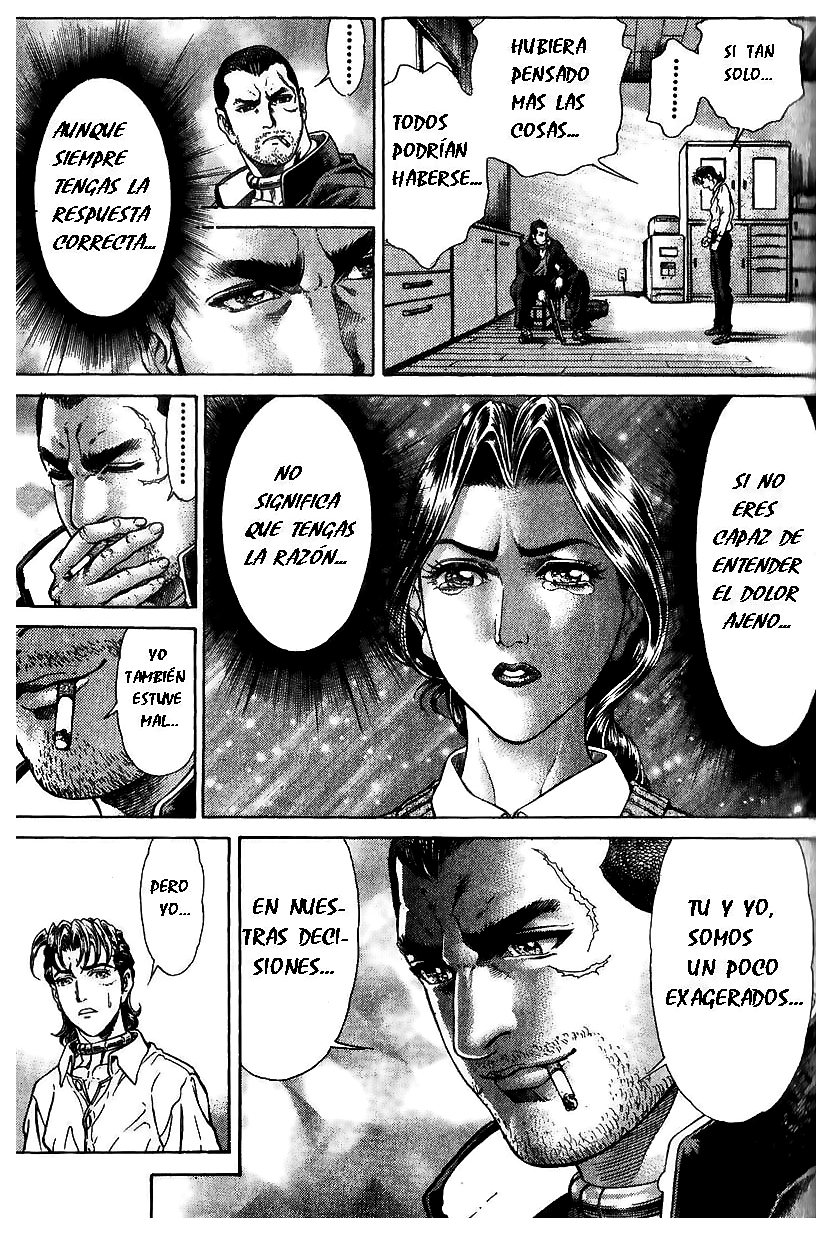 SI TAN
SOLO...
........
HUBIERA
PENSADO
MAS LAS
COSAS...
TODOS
PODRÍAN
HABERSE...
........
AUNQUE
SIEMPRE
TENGAS LA
RESPUESTA
CORRECTA...
SI NO
ERES
CAPAZ DE
ENTENDER
EL DOLOR
AJENO...
NO
SIGNIFICA
QUE TENGAS
LA RAZÓN...
........
YO
TAMBIÉN
ESTUVE
MAL...
TU Y YO,
SOMOS
UN POCO
EXAGERADOS...
EN NUES-
TRAS DECI-
SIONES...
PERO
YO...